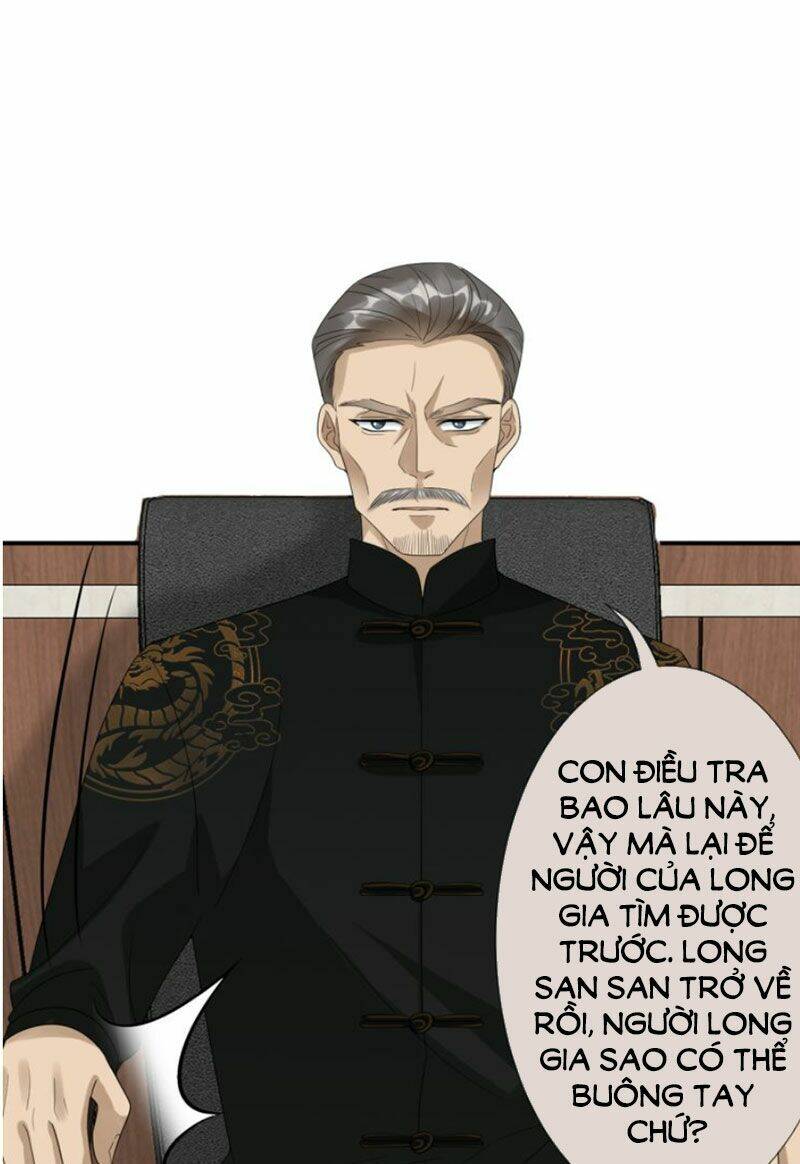 CON ĐIỀU TRA
BAO LÂU NÀY,
VẬY MÀ LẠI ĐỂ
NGƯỜI CỦA LONG
GIA TÌM ĐƯỢC
TRƯỚC. LONG
SAN SAN TRỞ VỀ
RỒI, NGƯỜI LONG
GIA SAO CÓ THỂ
BUÔNG TAY
CHỨ?